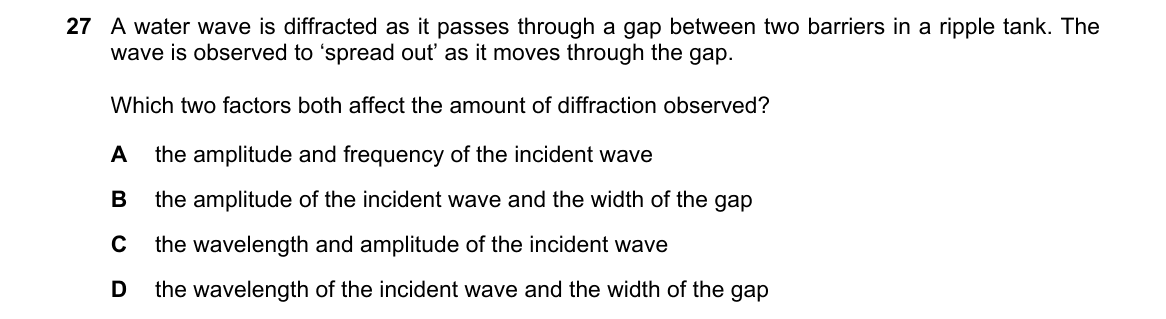 27 A water wave is diffracted as it passes through a gap between two barriers in a ripple tank. The
wave is observed to ‘spread out’ as it moves through the gap.
Which two factors both affect the amount of diffraction observed?
A the amplitude and frequency of the incident wave
B the amplitude of the incident wave and the width of the gap
C the wavelength and amplitude of the incident wave
D the wavelength of the incident wave and the width of the gap